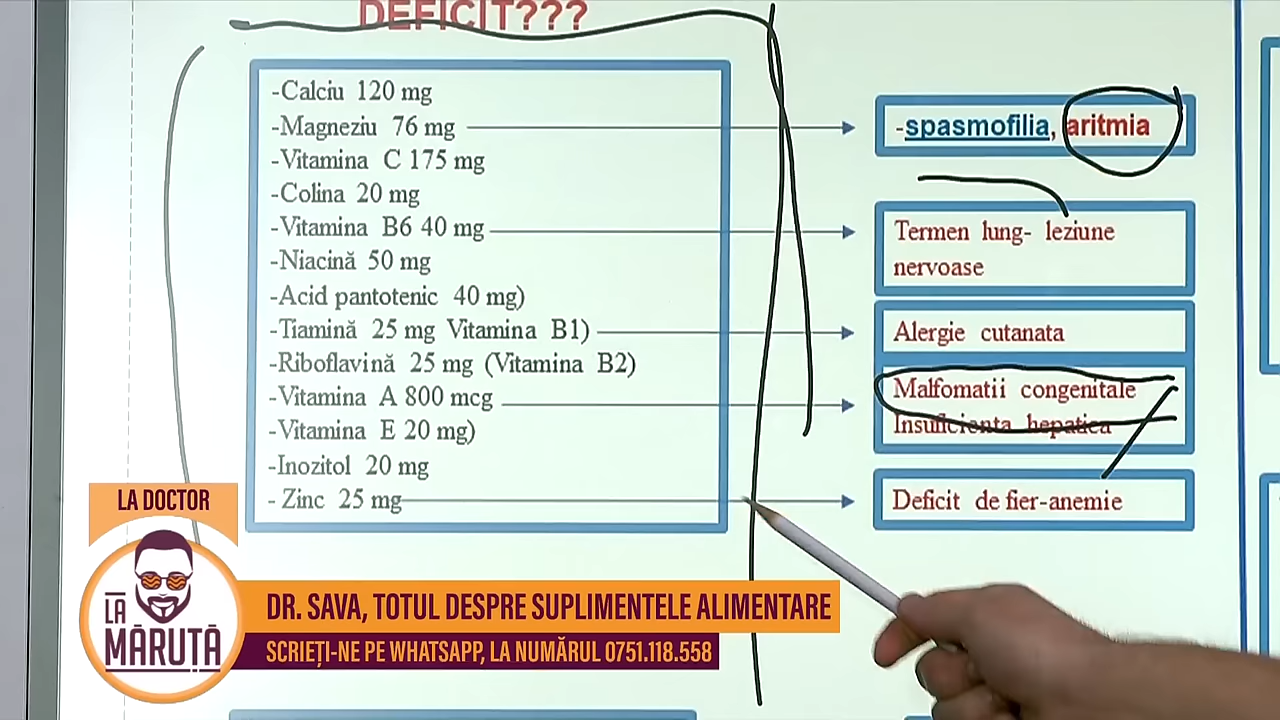 DEFICIT???
-Calciu 120 mg
-Magneziu 76 mg
-Vitamina C 175 mg
-Colina 20 mg
-Vitamina B6 40 mg
-Niacină 50 mg
-Acid pantotenic 40 mg)
-Tiamină 25 mg Vitamina B1)
-Riboflavină 25 mg (Vitamina B2)
-Vitamina A 800 mcg
-Vitamina E 20 mg)
-Inozitol 20 mg
- Zinc 25 mg
-spasmofilia, aritmia
Termen lung- leziune
nervoase
Alergie cutanata
Malfomatii congenitale
Insuficienta hepatica
Deficit de fier-anemie
LA DOCTOR
LA
MĂRUȚĂ
DR. SAVA, TOTUL DESPRE SUPLIMENTELE ALIMENTARE
SCRIEȚI-NE PE WHATSAPP, LA NUMĂRUL 0751.118.558